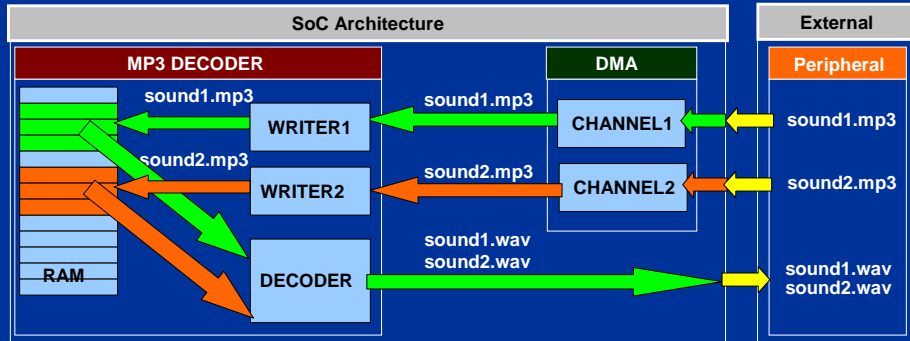 SoC Architecture
External
MP3 DECODER
DMA
Peripheral
sound1.mp3
sound1.mp3
WRITER1
CHANNEL1
sound1.mp3
sound2.mp3
sound2.mp3
WRITER2
CHANNEL2
sound2.mp3
sound1.wav
sound2.wav
RAM
DECODER
sound1.wav
sound2.wav